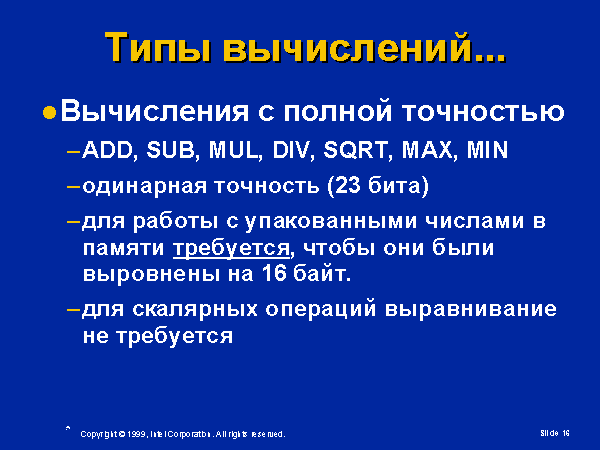 Типы вычислений...
●Вычисления с полной точностью
–ADD, SUB, MUL, DIV, SQRT, MAX, MIN
–одинарная точность (23 бита)
–для работы с упакованными числами в
памяти требуется, чтобы они были
выровнены на 16 байт.
–для скалярных операций выравнивание
не требуется
* Copyright © 1999, Intel Corporation. All rights reserved.
Slide 16